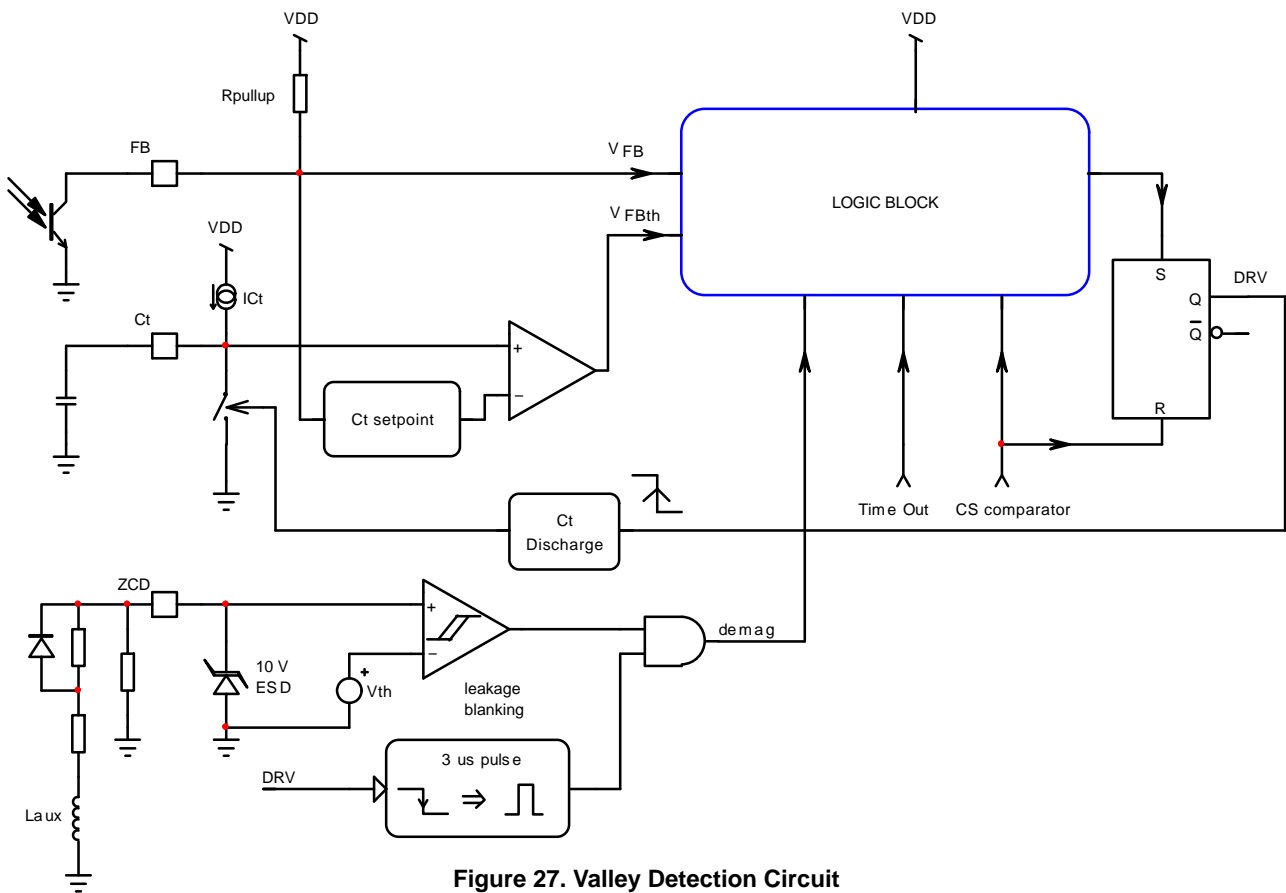 VDD
VDD
Rpullup
FB
V FB
LOGIC BLOCK
V FBth
VDD
ICt
Ct
S
DRV
Q
Q
R
+
−
Ct setpoint
Time Out
CS comparator
Ct
Discharge
ZCD
+
−
demag
10 V
ESD
+
Vth
leakage
blanking
3 us pulse
DRV
⇒
Laux
Figure 27. Valley Detection Circuit